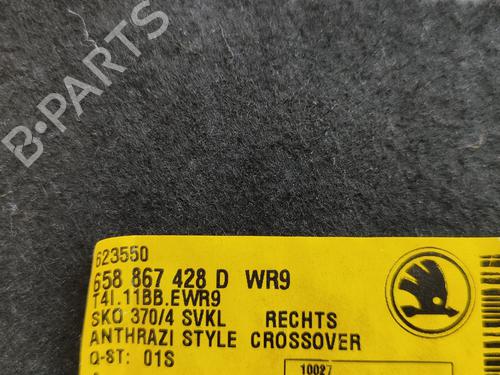 B-PARTS
623550
658 867 428 D WR9
T4I.11BB.EWR9
SKO 370/4 SVKL RECHTS
ANTHRAZI STYLE CROSSOVER
Q-ST: 01S
10027